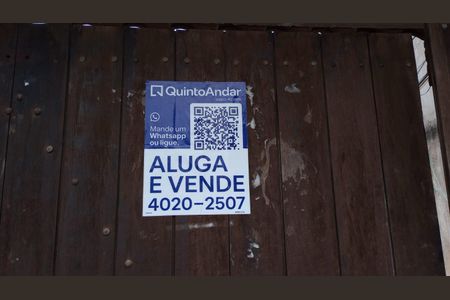 QuintoAndar
Mande um
Whatsapp
ou ligue.
ALUGA
E VENDE
4020-2507